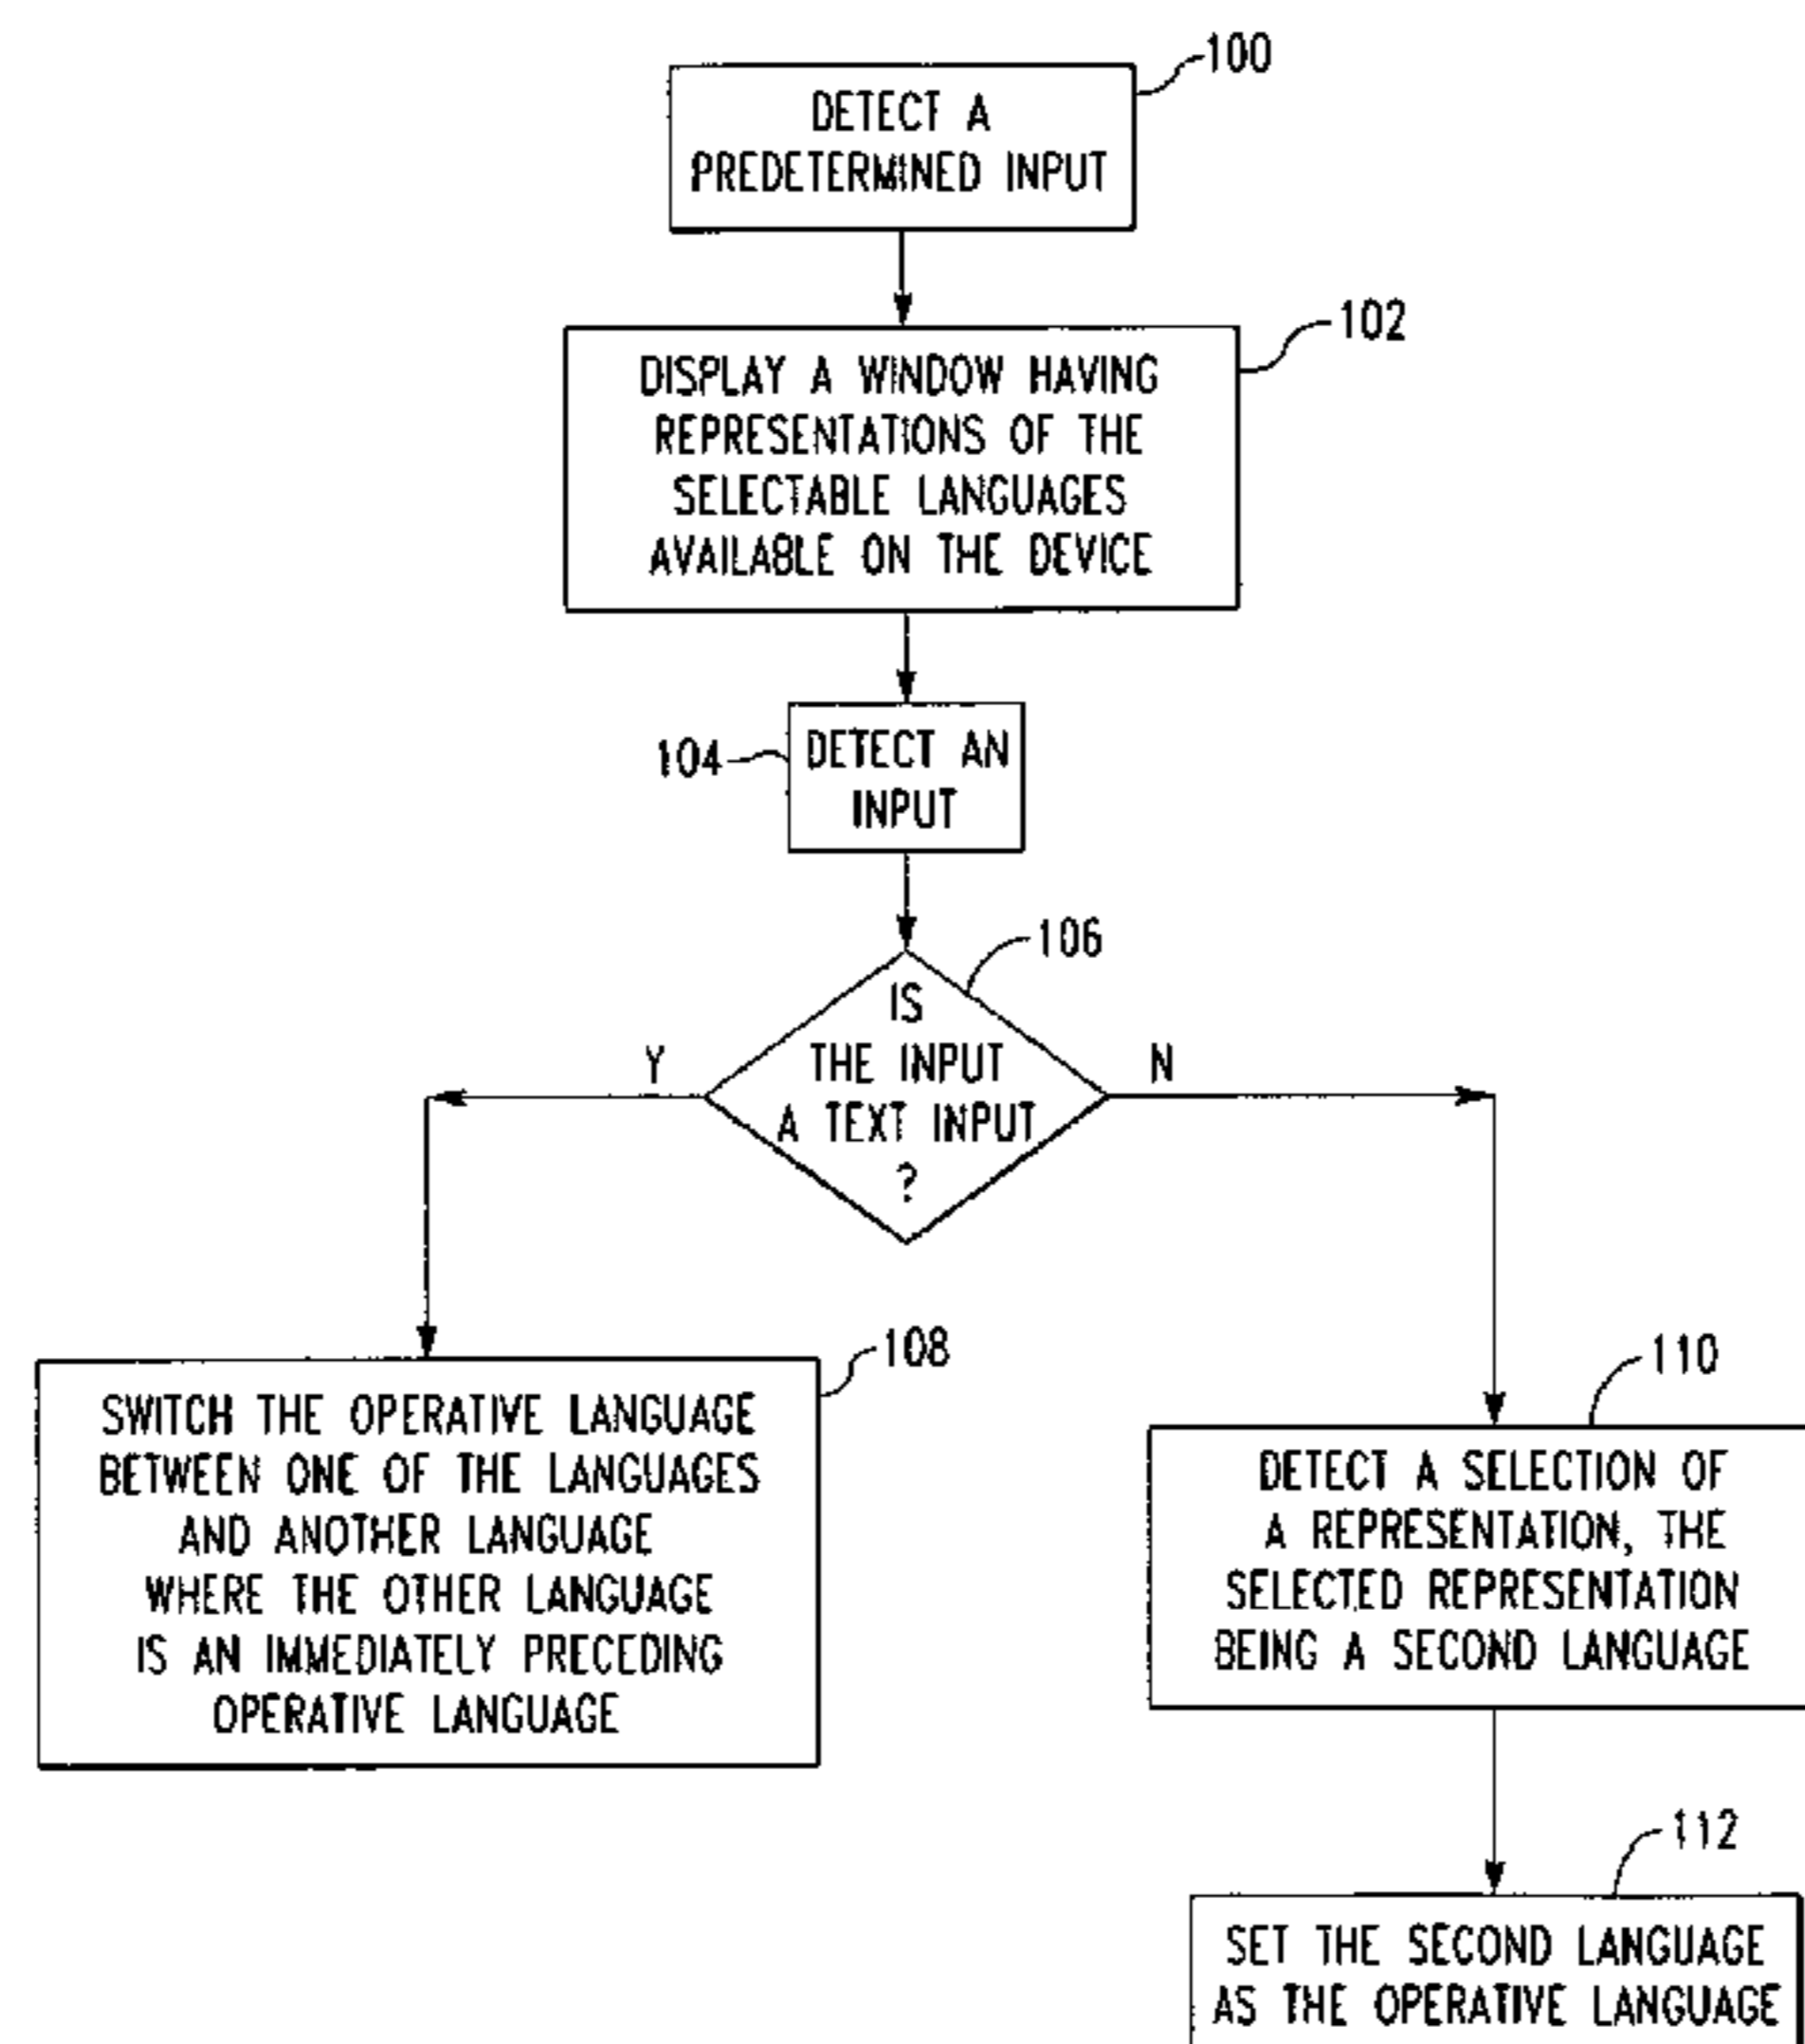 100
DETECT A
PREDETERMINED INPUT
102
DISPLAY A WINDOW HAVING
REPRESENTATIONS OF THE
SELECTABLE LANGUAGES
AVAILABLE ON THE DEVICE
104
DETECT AN
INPUT
106
IS
THE INPUT
A TEXT INPUT
?
Y
N
108
SWITCH THE OPERATIVE LANGUAGE
BETWEEN ONE OF THE LANGUAGES
AND ANOTHER LANGUAGE
WHERE THE OTHER LANGUAGE
IS AN IMMEDIATELY PRECEDING
OPERATIVE LANGUAGE
110
DETECT A SELECTION OF
A REPRESENTATION, THE
SELECTED REPRESENTATION
BEING A SECOND LANGUAGE
112
SET THE SECOND LANGUAGE
AS THE OPERATIVE LANGUAGE